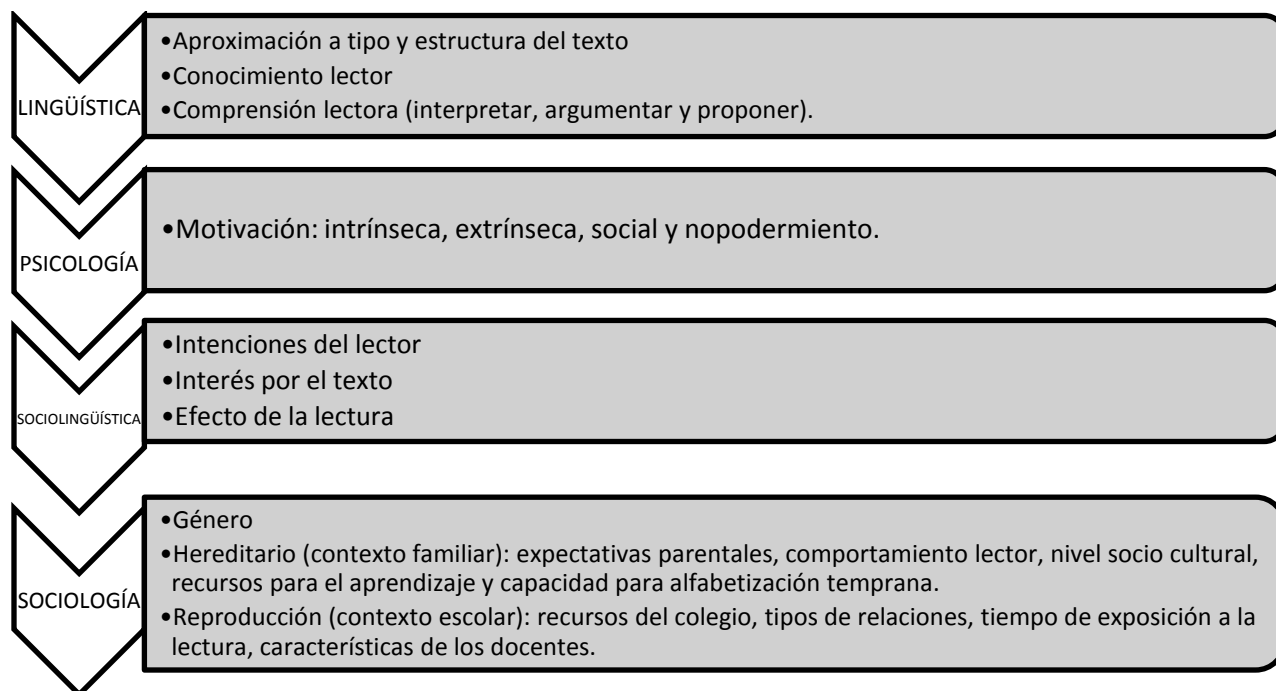 LINGÜÍSTICA
•Aproximación a tipo y estructura del texto
•Conocimiento lector
•Comprensión lectora (interpretar, argumentar y proponer).
PSICOLOGÍA
•Motivación: intrínseca, extrínseca, social y nopodermiento.
SOCIOLINGÜÍSTICA
•Intenciones del lector
•Interés por el texto
•Efecto de la lectura
SOCIOLOGÍA
•Género
•Hereditario (contexto familiar): expectativas parentales, comportamiento lector, nivel socio cultural,
recursos para el aprendizaje y capacidad para alfabetización temprana.
•Reproducción (contexto escolar): recursos del colegio, tipos de relaciones, tiempo de exposición a la
lectura, características de los docentes.